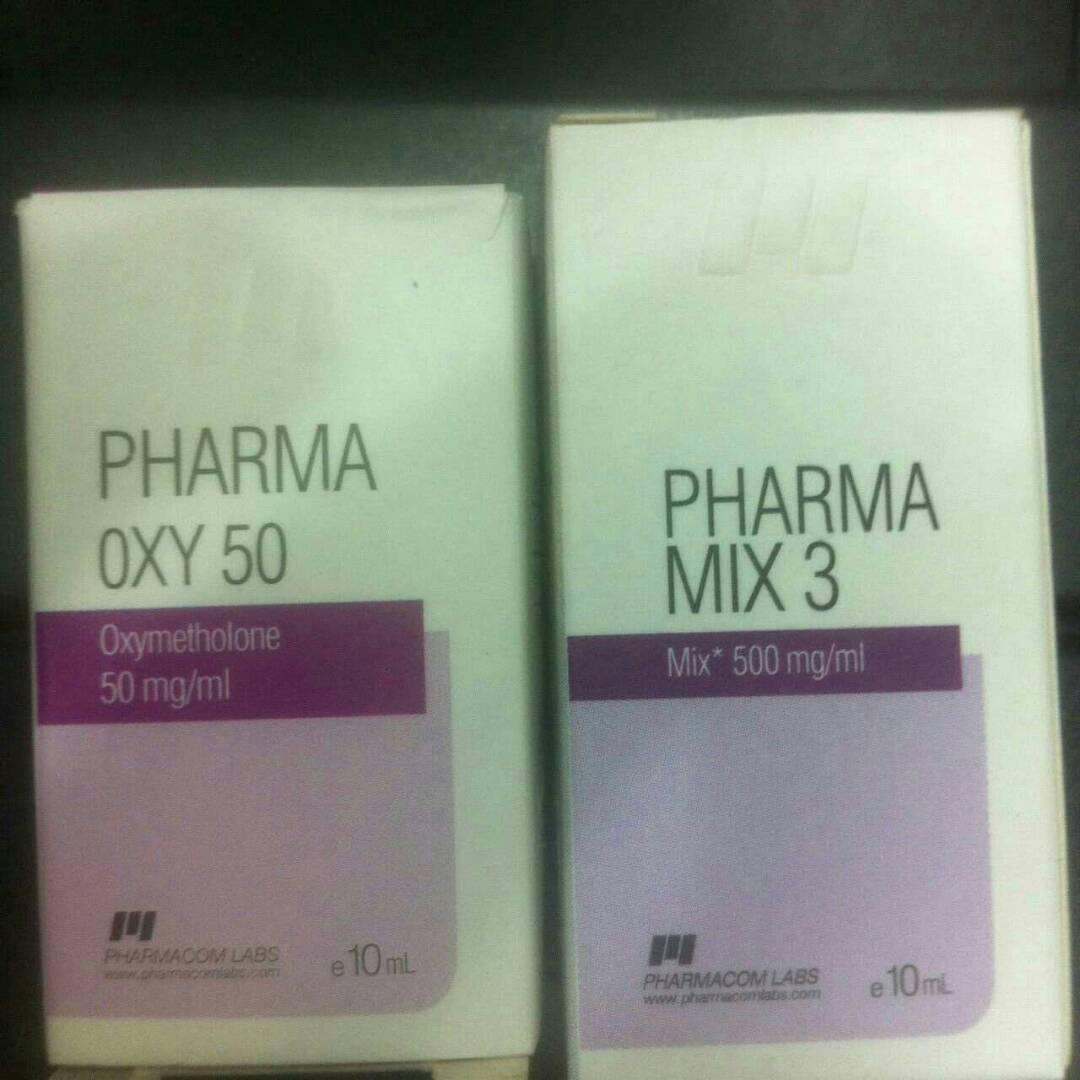 PHARMA
OXY 50
Oxymetholone
50 mg/ml
PHARMACOM LABS
www.pharmacomlabs.com
e 10 mL
PHARMA
MIX 3
Mix* 500 mg/ml
PHARMACOM LABS
www.pharmacomlabs.com
e 10 mL